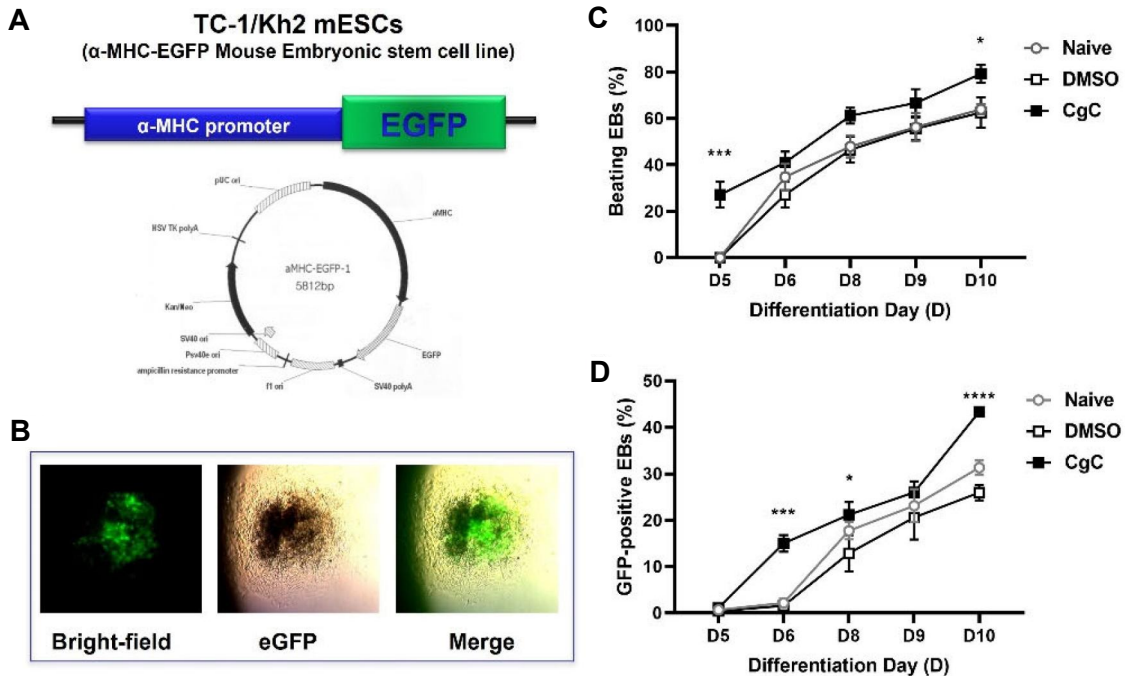 A
TC-1/Kh2 mESCs
(α-MHC-EGFP Mouse Embryonic stem cell line)
α-MHC promoter
EGFP
pUC ori
aMHC
HSV TK polyA
aMHC-EGFP-1
5812bp
Kan/Neo
SV40 ori
Psv40e ori
EGFP
ampicillin resistance promoter
f1 ori
SV40 polyA
B
Bright-field
eGFP
Merge
C
Beating EBs (%)
100
80
60
40
20
0
***
*
Naive
DMSO
CgC
D5
D6
D8
D9
D10
Differentiation Day (D)
D
GFP-positive EBs (%)
50
40
30
20
10
0
***
*
****
Naive
DMSO
CgC
D5
D6
D8
D9
D10
Differentiation Day (D)